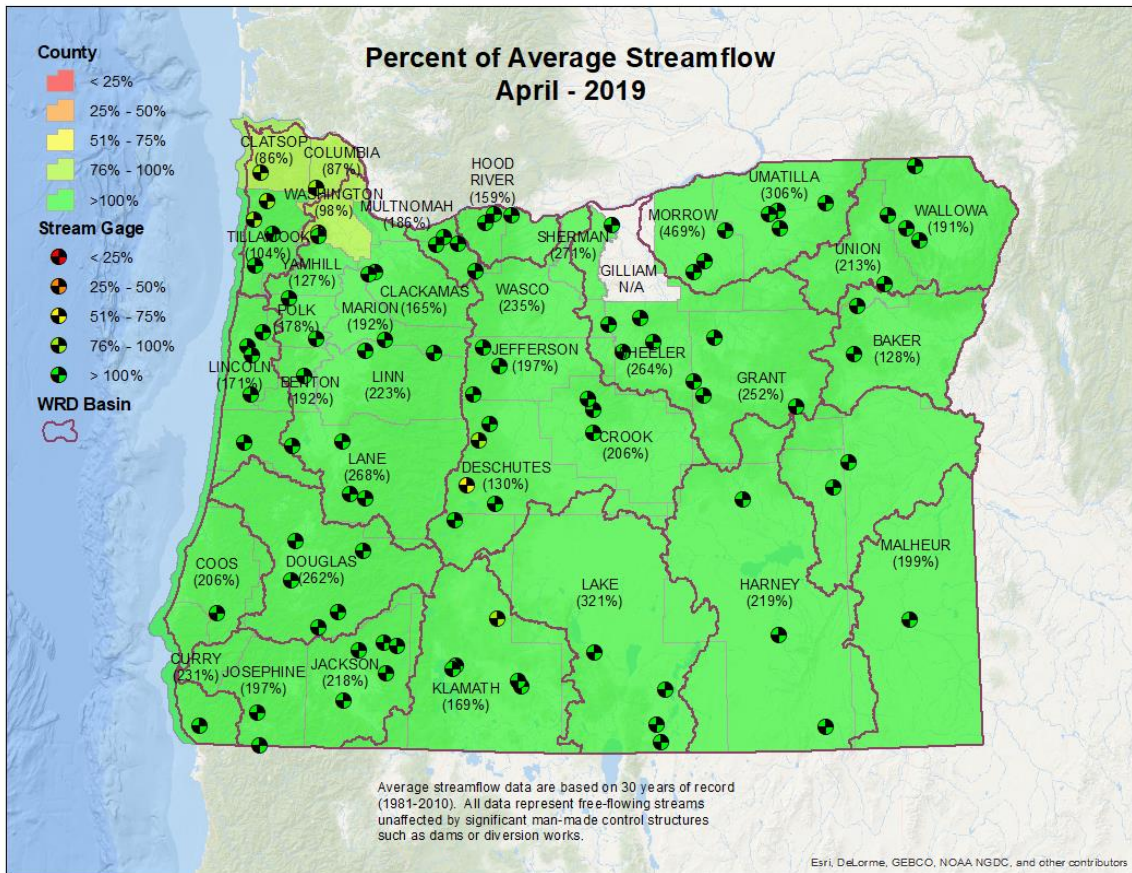 Percent of Average Streamflow
April - 2019
County
< 25%
25% - 50%
51% - 75%
76% - 100%
>100%
Stream Gage
< 25%
25% - 50%
51% - 75%
76% - 100%
> 100%
WRD Basin
CLATSOP
(86%)
COLUMBIA
(87%)
WASHINGTON
(98%)
MULTNOMAH
(186%)
HOOD
RIVER
(159%)
SHERMAN
(271%)
GILLIAM
N/A
MORROW
(469%)
UMATILLA
(306%)
WALLOWA
(191%)
UNION
(213%)
TILLAMOOK
(104%)
YAMHILL
(127%)
CLACKAMAS
(165%)
WASCO
(235%)
POLK
(178%)
MARION
(192%)
JEFFERSON
(197%)
WHEELER
(264%)
BAKER
(128%)
LINCOLN
(171%)
BENTON
(192%)
LINN
(223%)
GRANT
(252%)
CROOK
(206%)
LANE
(268%)
DESCHUTES
(130%)
COOS
(206%)
DOUGLAS
(262%)
LAKE
(321%)
HARNEY
(219%)
MALHEUR
(199%)
CURRY
(231%)
JOSEPHINE
(197%)
JACKSON
(218%)
KLAMATH
(169%)
Average streamflow data are based on 30 years of record
(1981-2010).  All data represent free-flowing streams
unaffected by significant man-made control structures
such as dams or diversion works.
Esri, DeLorme, GEBCO, NOAA NGDC, and other contributors